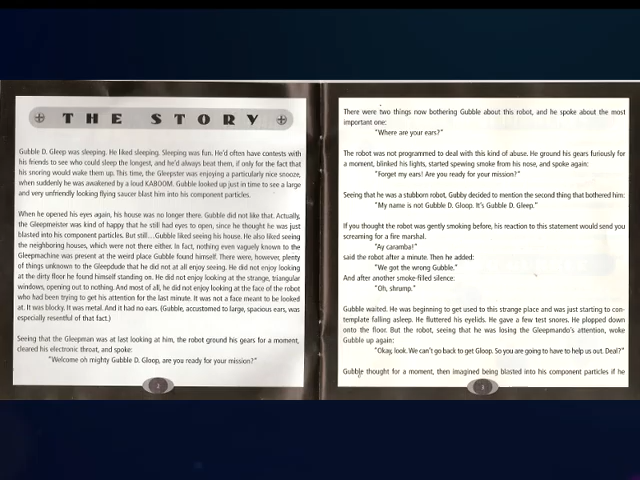 THE STORY
Gubble D. Gleep was sleeping. He liked sleeping. Sleeping was fun. He'd often have contests with
his friends to see who could sleep the longest, and he'd always beat them, if only for the fact that
his snoring would wake them up. This time, the Gleepster was enjoying a particularly nice snooze,
when suddenly he was awakened by a loud KABOOM. Gubble looked up just in time to see a large
and very unfriendly looking flying saucer blast him into his component particles.
When he opened his eyes again, his house was no longer there. Gubble did not like that. Actually,
the Gleepmeister was kind of happy that he still had eyes to open, since he thought he was just
blasted into his component particles. But still.... Gubble liked seeing his house. He also liked seeing
the neighboring houses, which were not there either. In fact, nothing even vaguely known to the
Gleepmachine was present at the weird place Gubble found himself. There were, however, plenty
of things unknown to the Gleepdude that he did not at all enjoy seeing. He did not enjoy looking
at the dirty floor he found himself standing on. He did not enjoy looking at the strange, triangular
windows, opening out to nothing. And most of all, he did not enjoy looking at the face of the robot
who had been trying to get his attention for the last minute. It was not a face meant to be looked
at. It was blocky. It was metal. And it had no ears. (Gubble, accustomed to large, spacious ears, was
especially resentful of that fact.)
Seeing that the Gleepman was at last looking at him, the robot ground his gears for a moment,
cleared his electronic throat, and spoke:
"Welcome oh mighty Gubble D. Gloop, are you ready for your mission?"
2
There were two things now bothering Gubble about this robot, and he spoke about the most
important one:
"Where are your ears?"
The robot was not programmed to deal with this kind of abuse. He ground his gears furiously for
a moment, blinked his lights, started spewing smoke from his nose, and spoke again:
"Forget my ears! Are you ready for your mission?"
Seeing that he was a stubborn robot, Gubby decided to mention the second thing that bothered him:
"My name is not Gubble D. Gloop. It's Gubble D. Gleep."
If you thought the robot was gently smoking before, his reaction to this statement would send you
screaming for a fire marshal.
"Ay caramba!"
said the robot after a minute. Then he added:
"We got the wrong Gubble."
And after another smoke-filled silence:
"Oh, shrump."
Gubble waited. He was beginning to get used to this strange place and was just starting to con-
template falling asleep. He fluttered his eyelids. He gave a few test snores. He plopped down
onto the floor. But the robot, seeing that he was losing the Gleepmando's attention, woke
Gubble up again:
"Okay, look. We can't go back to get Gloop. So you are going to have to help us out. Deal?"
Gubble thought for a moment, then imagined being blasted into his component particles if he
3